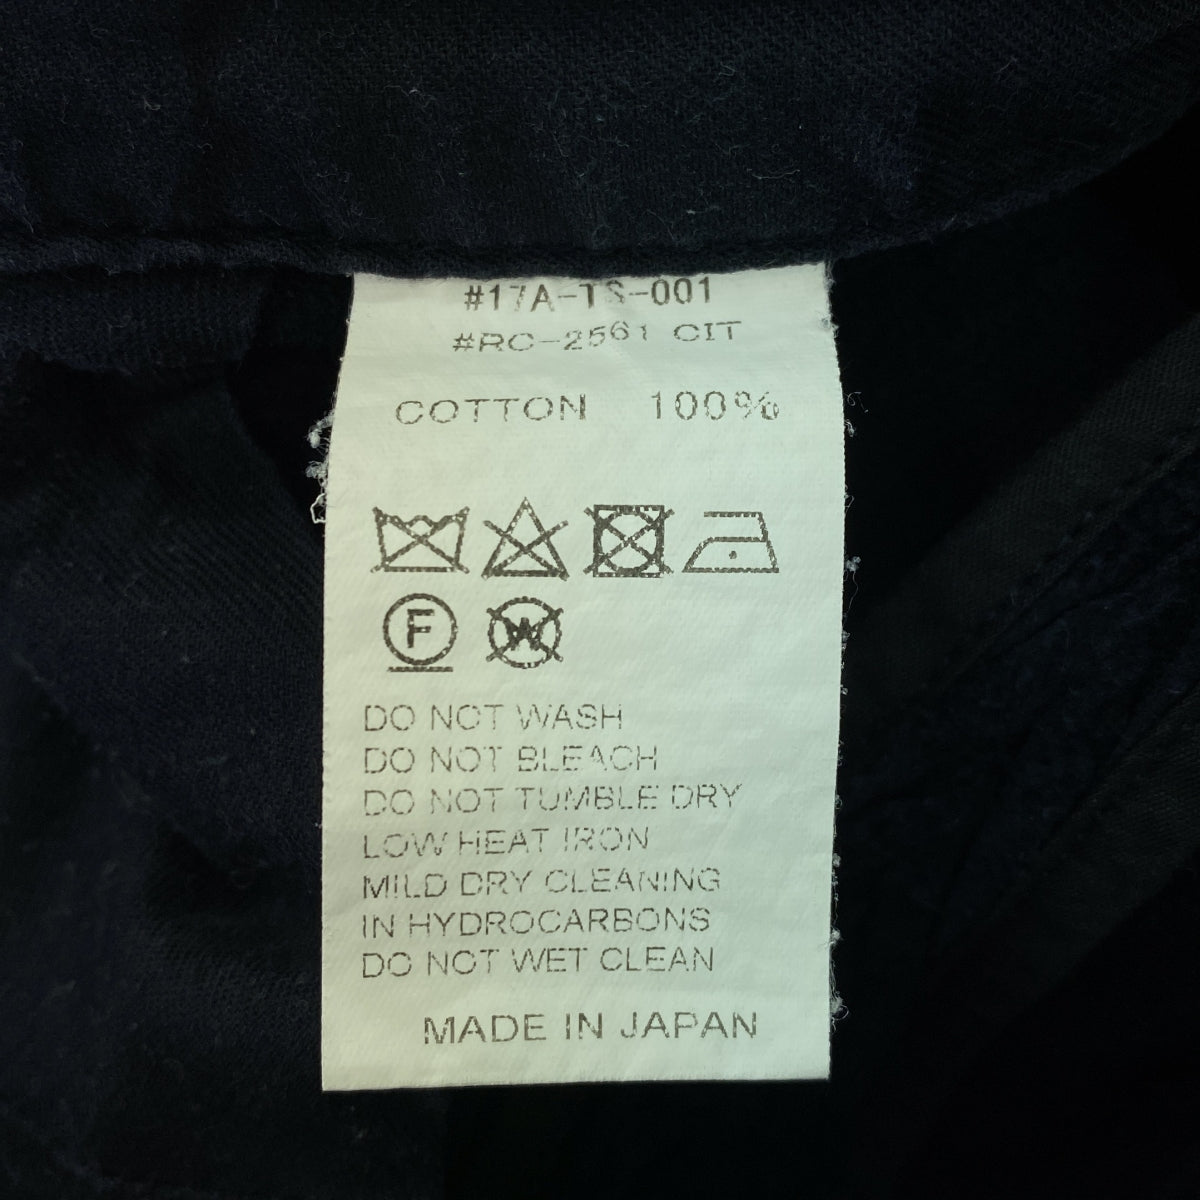 #17A-TS-001
#RC-2561 CIT
COTTON 100%
F W
DO NOT WASH
DO NOT BLEACH
DO NOT TUMBLE DRY
LOW HEAT IRON
MILD DRY CLEANING
IN HYDROCARBONS
DO NOT WET CLEAN
MADE IN JAPAN